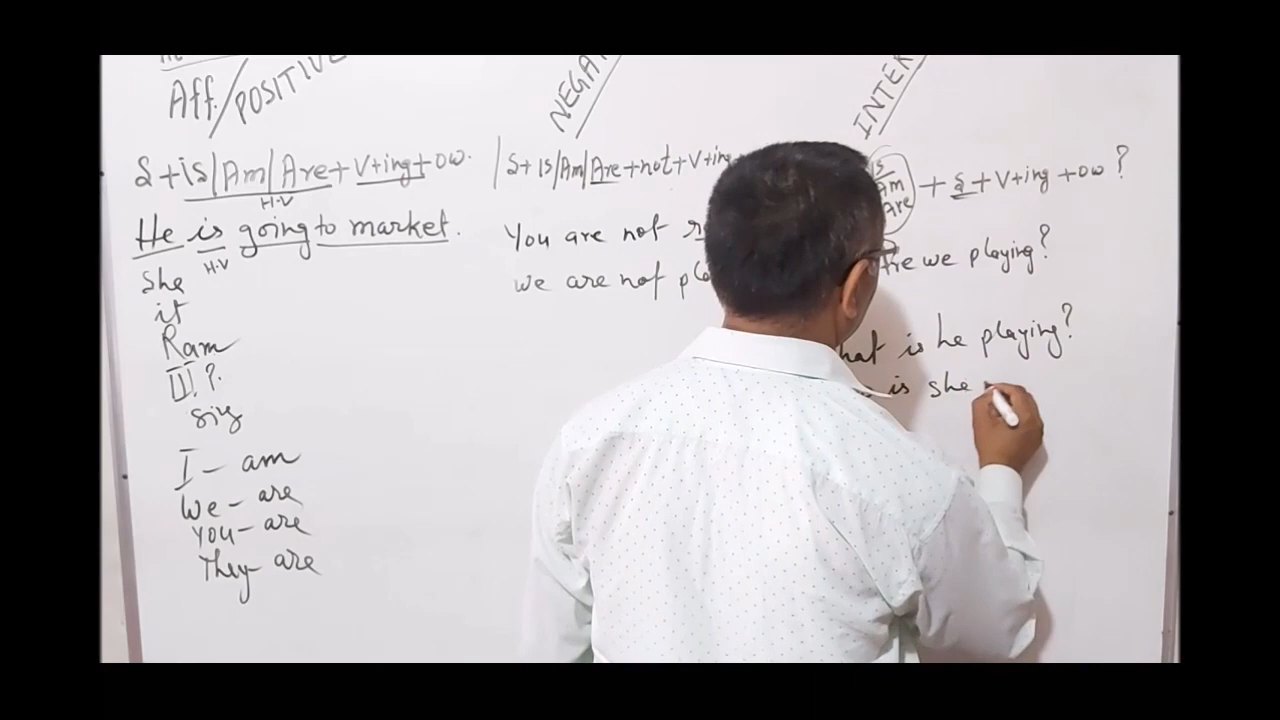 Aff./POSITIVE
S+is/Am/Are+V+ing+ow.
H.V
He is going to market.
H.V
She
it
Ram
III P.
sig
I - am
We - are
You - are
They - are
S+is/Am/Are+not+V+ing
You are not
we are not
is
Am
Are + S + V+ing +ow ?
Are we playing?
is he playing?
is she